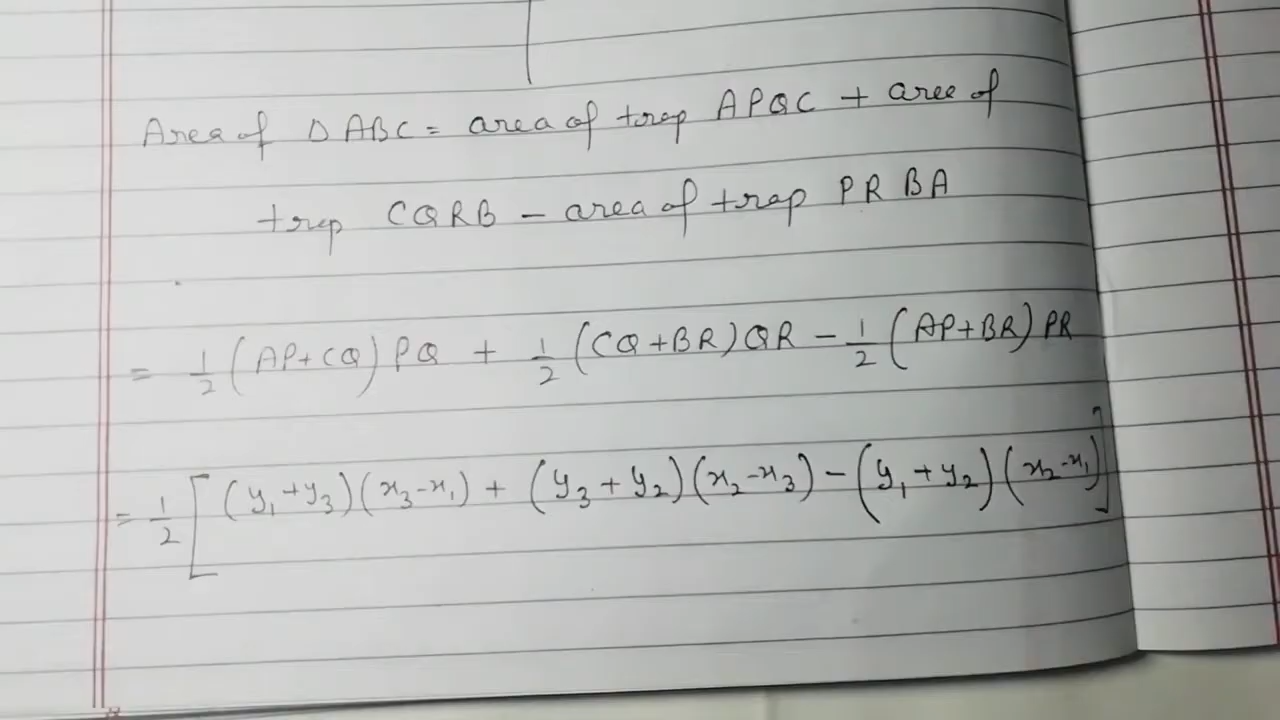 Area of △ABC = area of trap APQC + area of
trap CQRB - area of trap PRBA
= 1/2 (AP+CQ) PQ + 1/2 (CQ+BR) QR - 1/2 (AP+BR) PR
= 1/2 [(y₁+y₃)(x₃-x₁) + (y₃+y₂)(x₂-x₃) - (y₁+y₂)(x₂-x₁)]